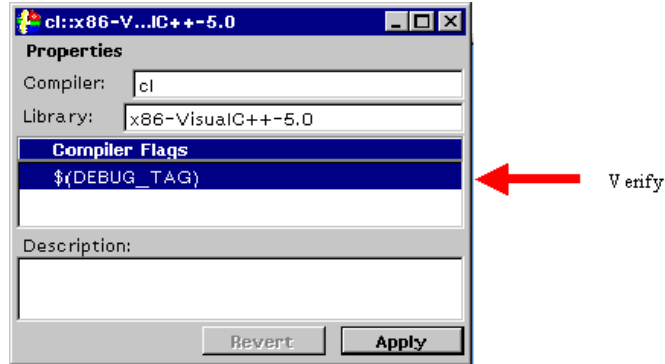 cl::x86-V...lC++-5.0
Properties
Compiler: cl
Library: x86-VisualC++-5.0
Compiler Flags
$(DEBUG_TAG)
Verify
Description:
Revert Apply